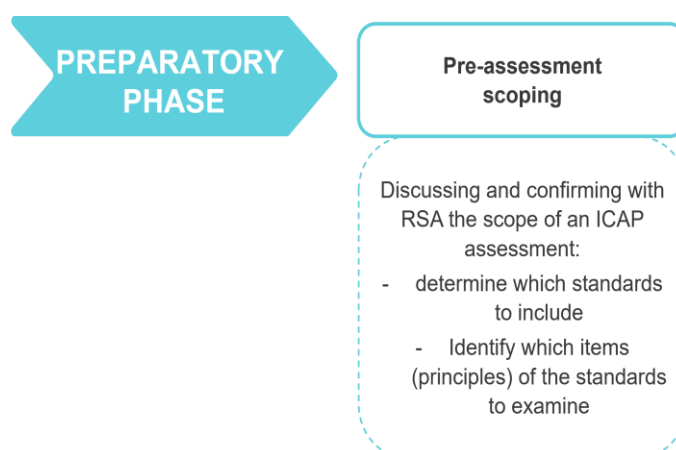 PREPARATORY
PHASE
Pre-assessment
scoping
Discussing and confirming with
RSA the scope of an ICAP
assessment:
- determine which standards
to include
- Identify which items
(principles) of the standards
to examine